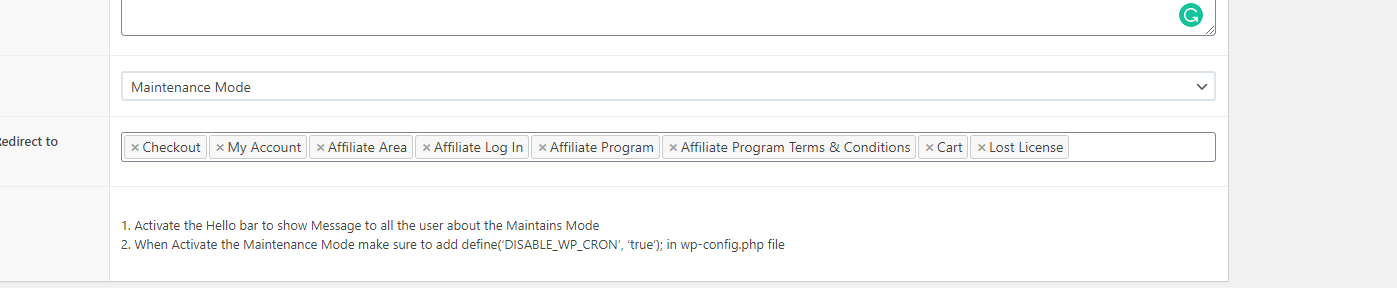 Maintenance Mode
edirect to
× Checkout × My Account × Affiliate Area × Affiliate Log In × Affiliate Program × Affiliate Program Terms & Conditions × Cart × Lost License
1. Activate the Hello bar to show Message to all the user about the Maintains Mode
2. When Activate the Maintenance Mode make sure to add define(‘DISABLE_WP_CRON’, ‘true’); in wp-config.php file